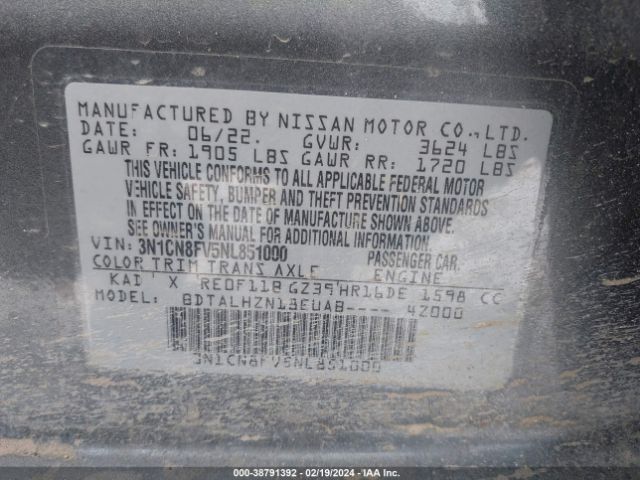 MANUFACTURED BY NISSAN MOTOR CO.,LTD.
DATE: 06/22. GVWR: 3624 LBS
GAWR FR: 1905 LBS GAWR RR: 1720 LBS
THIS VEHICLE CONFORMS TO ALL APPLICABLE FEDERAL MOTOR
VEHICLE SAFETY, BUMPER AND THEFT PREVENTION STANDARDS
IN EFFECT ON THE DATE OF MANUFACTURE SHOWN ABOVE.
SEE OWNER'S MANUAL FOR ADDITIONAL INFORMATION.
VIN: 3N1CN8FV5NL851000 PASSENGER CAR.
COLOR TRIM TRANS AXLE ENGINE
KAD X RE0F11B GZ39 HR16DE 1598 CC
MODEL: BDTALHZN18EUAB---- 4Z000
3N1CN8FV5NL851000
000-38791392 - 02/19/2024 - IAA Inc.